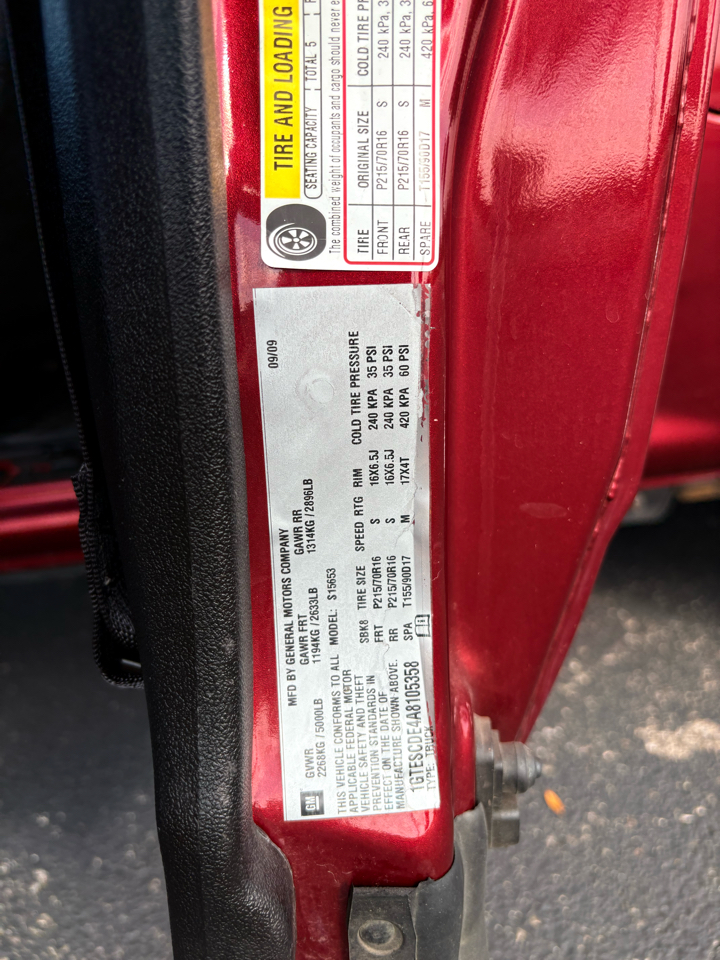 TIRE AND LOADING
SEATING CAPACITY TOTAL 5
The combined weight of occupants and cargo should never e
TIRE ORIGINAL SIZE COLD TIRE P
FRONT P215/70R16 S 240 kPa, 3
REAR P215/70R16 S 240 kPa, 3
SPARE T155/90D17 M 420 kPa, 6
09/09
MFD BY GENERAL MOTORS COMPANY
GVWR GAWR FRT GAWR RR
2268KG/5000LB 1194KG/2633LB 1314KG/2896LB
GM
THIS VEHICLE CONFORMS TO ALL MODEL: S15653
APPLICABLE FEDERAL MOTOR
VEHICLE SAFETY AND THEFT
PREVENTION STANDARDS IN
EFFECT ON THE DATE OF
MANUFACTURE SHOWN ABOVE.
SBK8 TIRE SIZE SPEED RTG RIM COLD TIRE PRESSURE
FRT P215/70R16 S 16X6.5J 240 KPA 35 PSI
RR P215/70R16 S 16X6.5J 240 KPA 35 PSI
SPA T155/90D17 M 17X4T 420 KPA 60 PSI
1GTESCDE4A8105358
TYPE: TRUCK